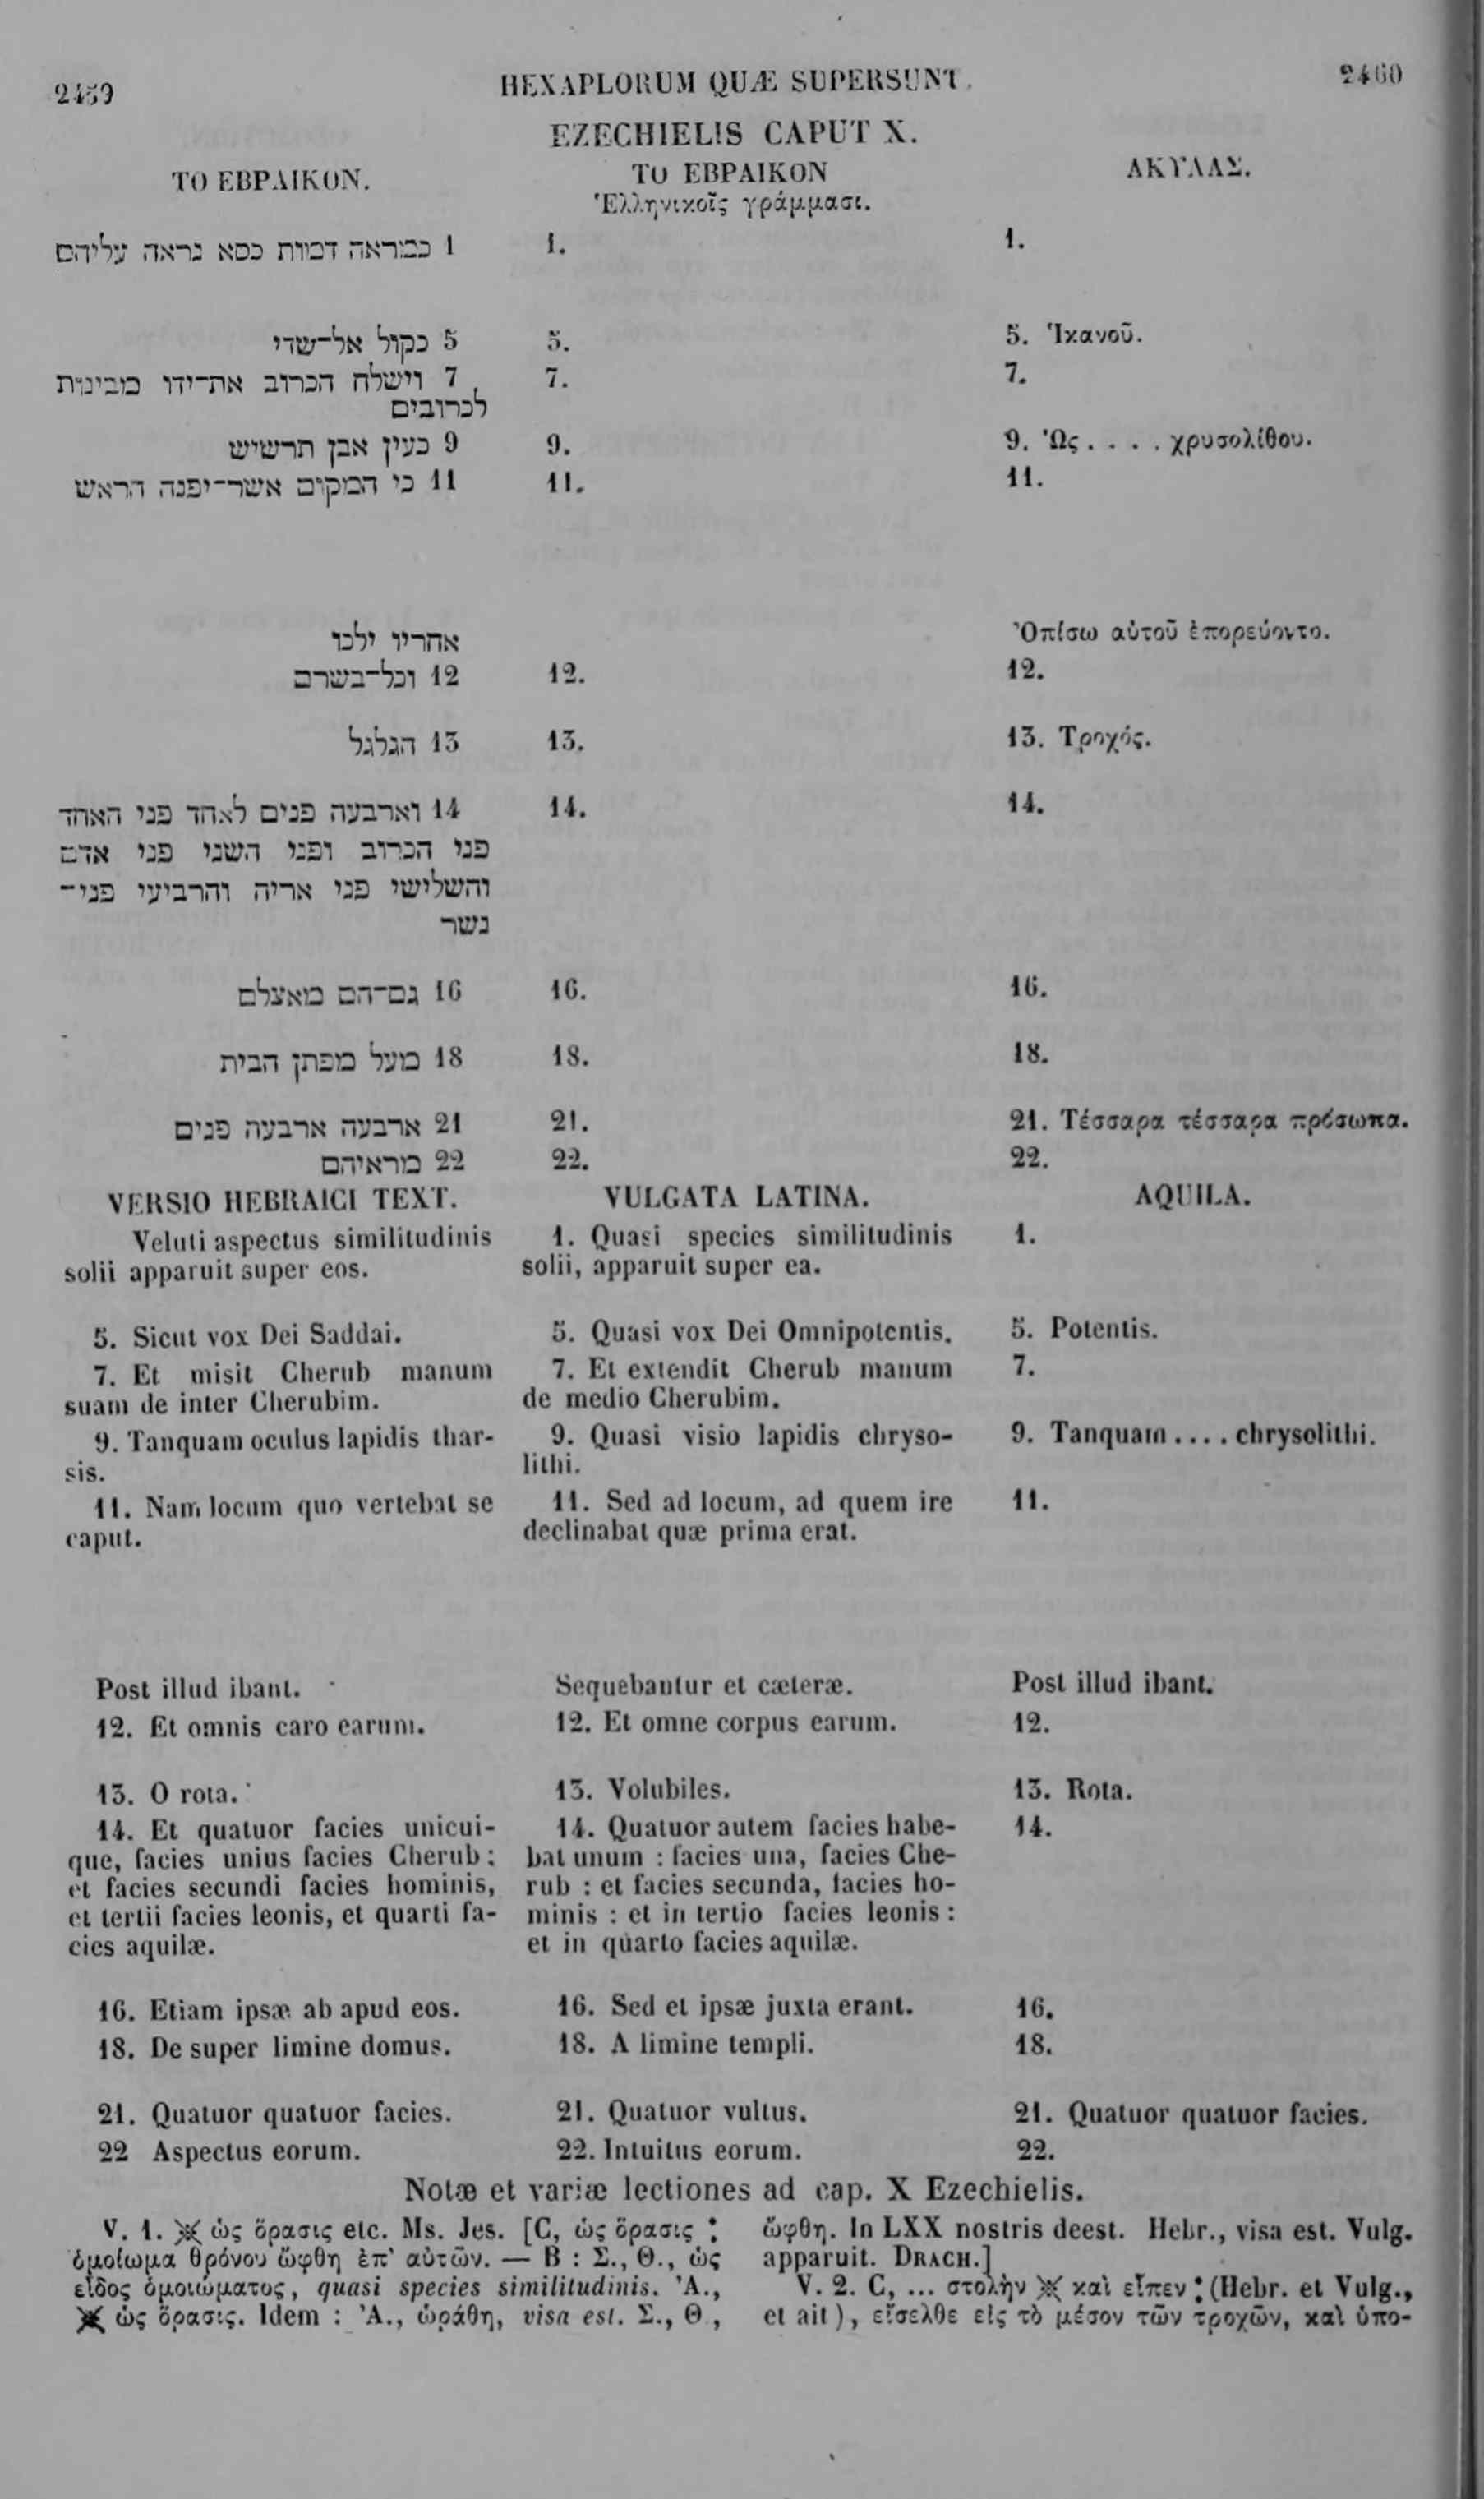 2459
HEXAPLORUM QUÆ SUPERSUNT.
2460
EZECHIELIS CAPUT X.
ΤΟ ΕΒΡΑΙΚΟΝ.
1 כמראה דמות כסא נראה עליהם
5 כקול אל־שדי
7 וישלח הכרוב את־ידו מבינות
לכרובים
9 כעין אבן תרשיש
11 כי המקום אשר־יפנה הראש
אחריו ילכו
12 וכל־בשרם
13 הגלגל
14 וארבעה פנים לאחד פני האחד
פני הכרוב ופני השני פני אדם
והשלישי פני אריה והרביעי פני־
נשר
16 גם־הם מאצלם
18 מעל מפתן הבית
21 ארבעה ארבעה פנים
22 מראיהם
ΤΟ ΕΒΡΑΙΚΟΝ
Ἑλληνικοῖς γράμμασι.
1.
5.
7.
9.
11.
12.
13.
14.
16.
18.
21.
22.
ΑΚΥΛΑΣ.
1.
5. Ἱκανοῦ.
7.
9. Ὡς . . . . χρυσολίθου.
11.
Ὀπίσω αὐτοῦ ἐπορεύοντο.
12.
13. Τροχός.
14.
16.
18.
21. Τέσσαρα τέσσαρα πρόσωπα.
22.
VERSIO HEBRAICI TEXT.
Veluti aspectus similitudinis
solii apparuit super eos.
5. Sicut vox Dei Saddai.
7. Et misit Cherub manum
suam de inter Cherubim.
9. Tanquam oculus lapidis thar-
sis.
11. Nam locum quo vertebat se
caput.
Post illud ibant.
12. Et omnis caro earum.
13. O rota.
14. Et quatuor facies unicui-
que, facies unius facies Cherub:
et facies secundi facies hominis,
et tertii facies leonis, et quarti fa-
cies aquilæ.
16. Etiam ipsæ ab apud eos.
18. De super limine domus.
21. Quatuor quatuor facies.
22 Aspectus eorum.
VULGATA LATINA.
1. Quasi species similitudinis
solii, apparuit super ea.
5. Quasi vox Dei Omnipotentis.
7. Et extendit Cherub manum
de medio Cherubim.
9. Quasi visio lapidis chryso-
lithi.
11. Sed ad locum, ad quem ire
declinabat quæ prima erat.
Sequebantur et cæteræ.
12. Et omne corpus earum.
13. Volubiles.
14. Quatuor autem facies habe-
bat unum : facies una, facies Che-
rub : et facies secunda, facies ho-
minis : et in tertio facies leonis :
et in quarto facies aquilæ.
16. Sed et ipsæ juxta erant.
18. A limine templi.
21. Quatuor vultus.
22. Intuitus eorum.
AQUILA.
1.
5. Potentis.
7.
9. Tanquam . . . . chrysolithi.
11.
Post illud ibant.
12.
13. Rota.
14.
16.
18.
21. Quatuor quatuor facies.
22.
Notæ et variæ lectiones ad cap. X Ezechielis.
V. 1. ※ ὡς ὅρασις etc. Ms. Jes. [C, ὡς ὅρασις :
ὁμοίωμα θρόνου ὤφθη ἐπ' αὐτῶν. — B : Σ., Θ., ὡς
εἶδος ὁμοιώματος, quasi species similitudinis. Ἀ.,
※ ὡς ὅρασις. Idem : Ἀ., ὡράθη, visa est. Σ., Θ.,
ὤφθη. In LXX nostris deest. Hebr., visa est. Vulg.
apparuit. DRACH.]
V. 2. C, ... στολὴν ※ καὶ εἶπεν : (Hebr. et Vulg.,
et ait), εἴσελθε εἰς τὸ μέσον τῶν τροχῶν, καὶ ὑπο-